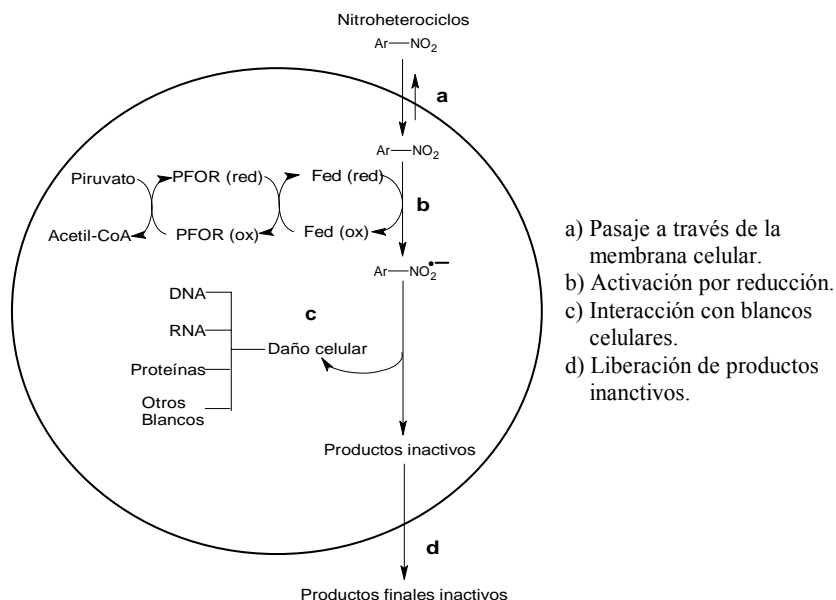 Nitroheterociclos
Ar—NO2
a
Ar—NO2
Piruvato
PFOR (red)
Fed (red)
b
Acetil-CoA
PFOR (ox)
Fed (ox)
Ar—NO2•–
DNA
RNA
Proteínas
Otros
Blancos
c
Daño celular
Productos inactivos
d
Productos finales inactivos
a) Pasaje a través de la
membrana celular.
b) Activación por reducción.
c) Interacción con blancos
celulares.
d) Liberación de productos
inanctivos.